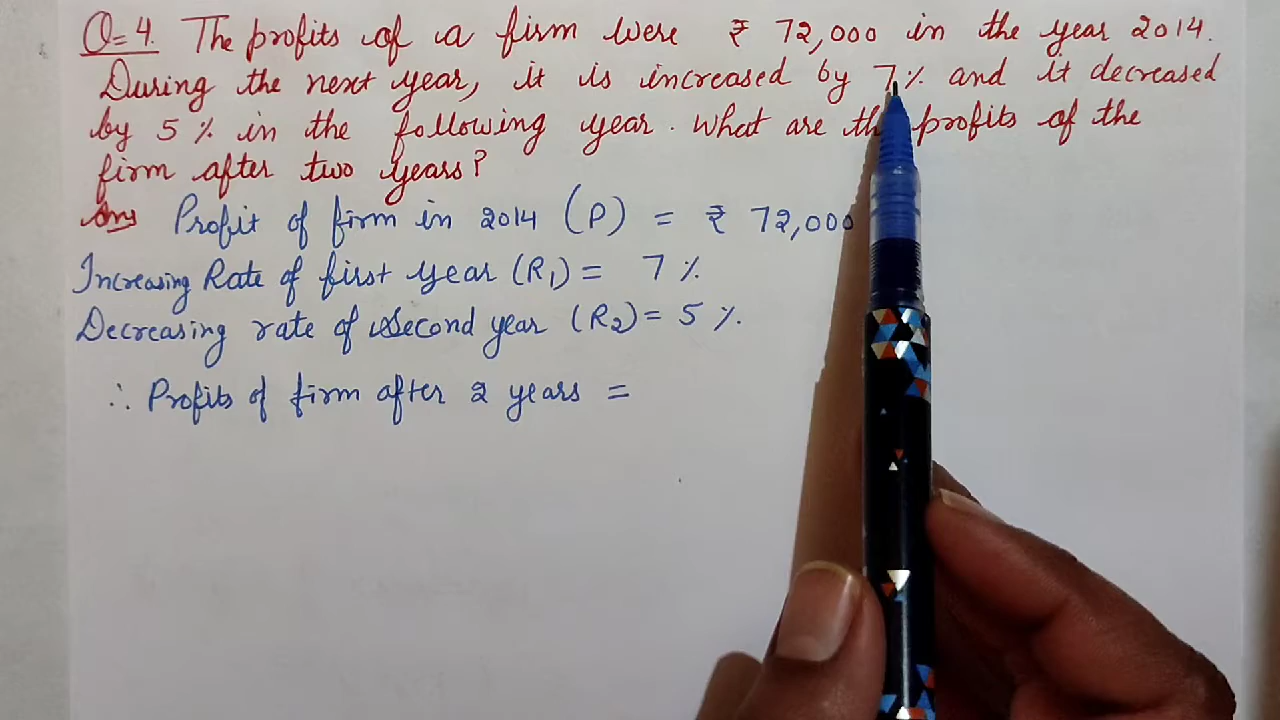 Q=4. The profits of a firm were ₹ 72,000 in the year 2014.
During the next year, it is increased by 7% and it decreased
by 5% in the following year. What are the profits of the
firm after two years?
Ans Profit of firm in 2014 (P) = ₹ 72,000
Increasing Rate of first year (R1) = 7%
Decreasing rate of Second year (R2) = 5%.
∴ Profits of firm after 2 years =